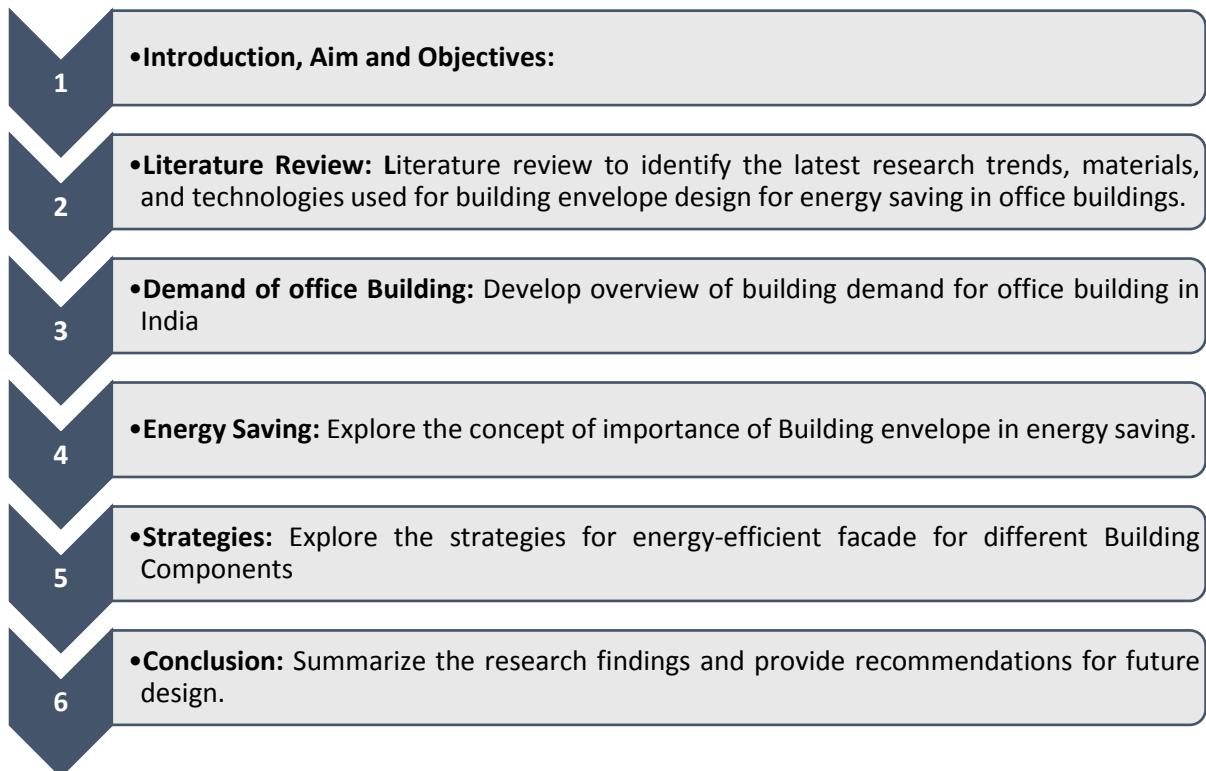 1
•Introduction, Aim and Objectives:
2
•Literature Review: Literature review to identify the latest research trends, materials,
and technologies used for building envelope design for energy saving in office buildings.
3
•Demand of office Building: Develop overview of building demand for office building in
India
4
•Energy Saving: Explore the concept of importance of Building envelope in energy saving.
5
•Strategies: Explore the strategies for energy-efficient facade for different Building
Components
6
•Conclusion: Summarize the research findings and provide recommendations for future
design.